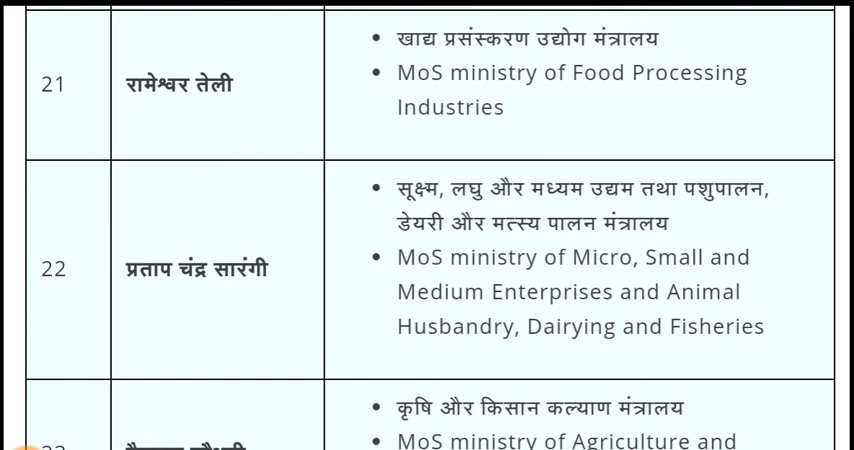 21
रामेश्वर तेली
खाद्य प्रसंस्करण उद्योग मंत्रालय
MoS ministry of Food Processing
Industries
22
प्रताप चंद्र सारंगी
सूक्ष्म, लघु और मध्यम उद्यम तथा पशुपालन,
डेयरी और मत्स्य पालन मंत्रालय
MoS ministry of Micro, Small and
Medium Enterprises and Animal
Husbandry, Dairying and Fisheries
कृषि और किसान कल्याण मंत्रालय
MoS ministry of Agriculture and